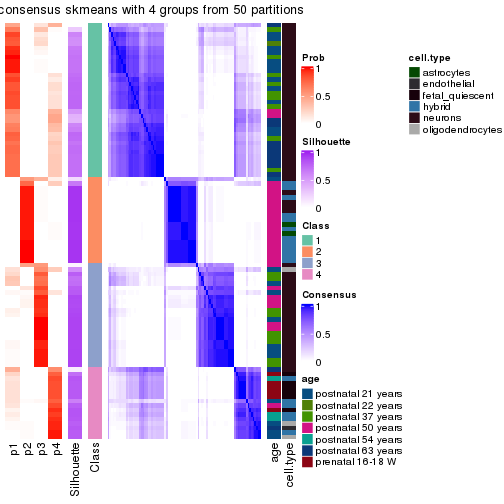 consensus skmeans with 4 groups from 50 partitions
Prob
1
0.5
0
Silhouette
1
0.5
0
Class
1
2
3
4
Consensus
1
0.5
0
age
postnatal 21 years
postnatal 22 years
postnatal 37 years
postnatal 50 years
postnatal 54 years
postnatal 63 years
prenatal 16-18 W
cell.type
astrocytes
endothelial
fetal_quiescent
hybrid
neurons
oligodendrocytes
p1
p2
p3
p4
Silhouette
Class
age
cell.type